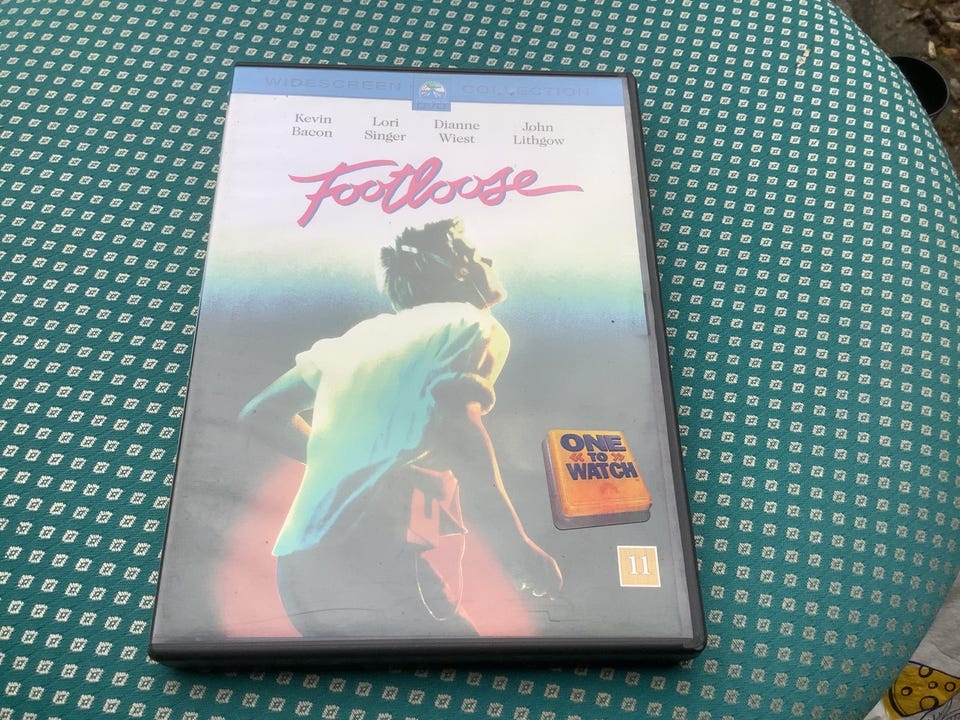 WIDESCREEN COLLECTION
Kevin Bacon
Lori Singer
Dianne Wiest
John Lithgow
Footloose
ONE
TO
WATCH
11